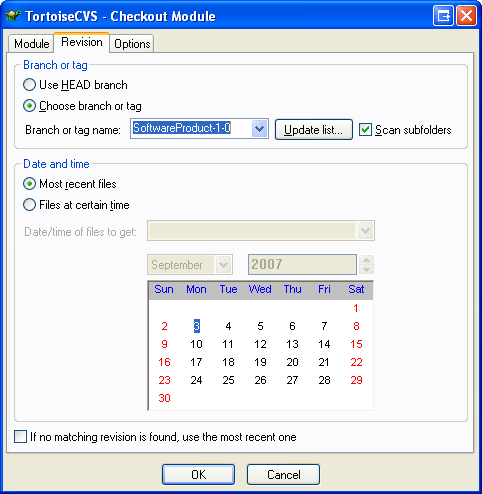 TortoiseCVS - Checkout Module
Module Revision Options
Branch or tag
Use HEAD branch
Choose branch or tag
Branch or tag name: SoftwareProduct-1-0 Update list... Scan subfolders
Date and time
Most recent files
Files at certain time
Date/time of files to get:
September 2007
Sun Mon Tue Wed Thu Fri Sat
1
2 3 4 5 6 7 8
9 10 11 12 13 14 15
16 17 18 19 20 21 22
23 24 25 26 27 28 29
30
If no matching revision is found, use the most recent one
OK Cancel